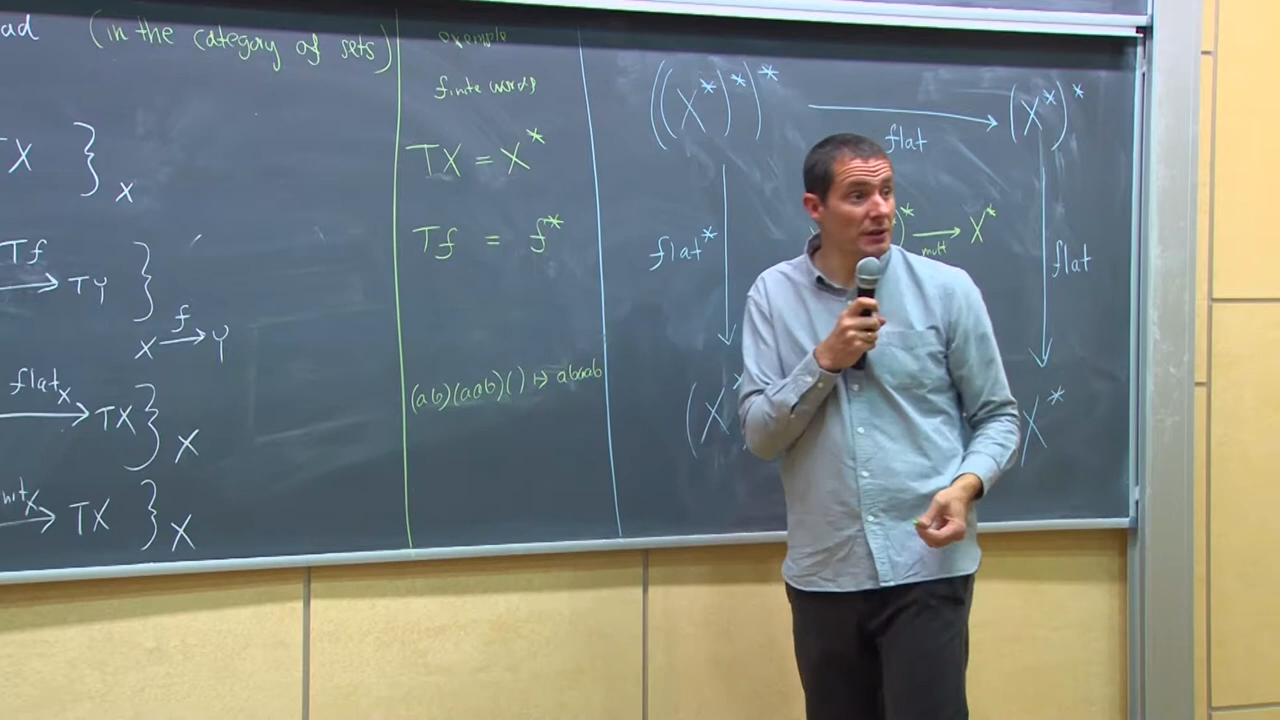 ad (in the category of sets)
TX } X
Tf
→ TY }
X f→ Y
flatX
→ TX } X
→ TX } X
example
finite words
TX = X*
Tf = f*
(ab)(aab)() ↦ abaab
((X*)*)* flat→ (X*)*
flat*
)* mult→ X*
flat
(X
X*